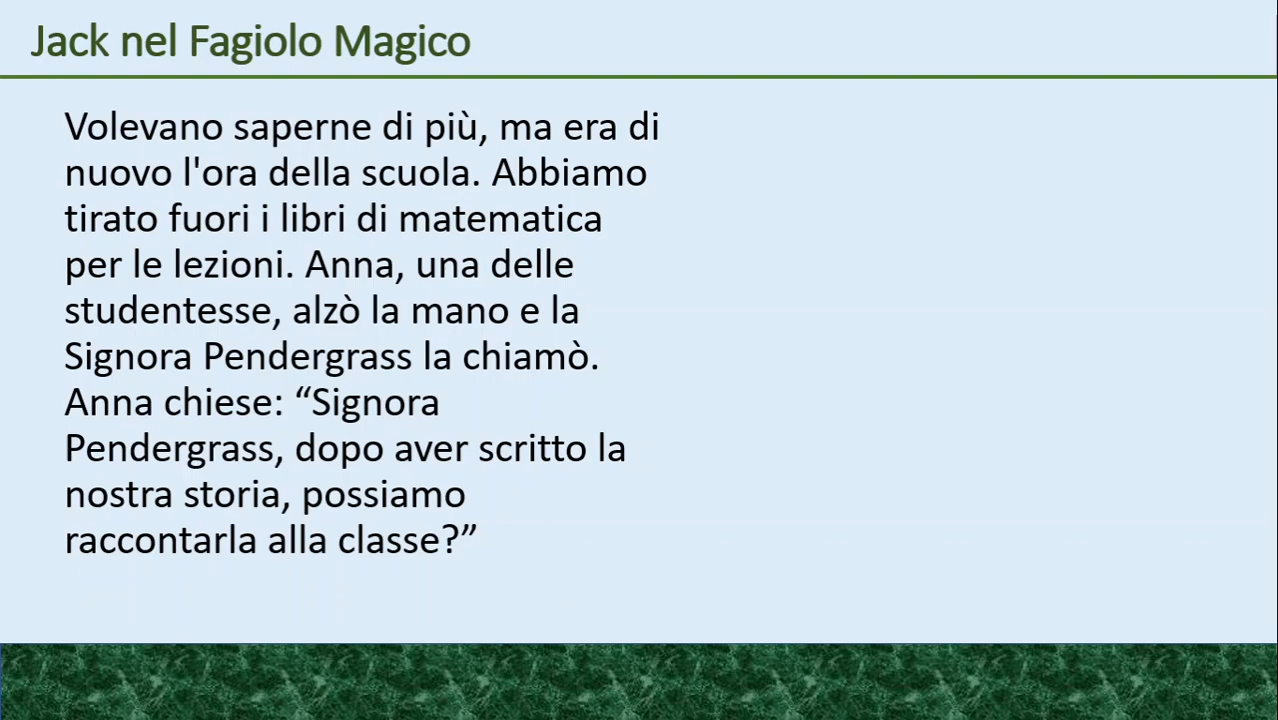 Jack nel Fagiolo Magico
Volevano saperne di più, ma era di
nuovo l'ora della scuola. Abbiamo
tirato fuori i libri di matematica
per le lezioni. Anna, una delle
studentesse, alzò la mano e la
Signora Pendergrass la chiamò.
Anna chiese: “Signora
Pendergrass, dopo aver scritto la
nostra storia, possiamo
raccontarla alla classe?”